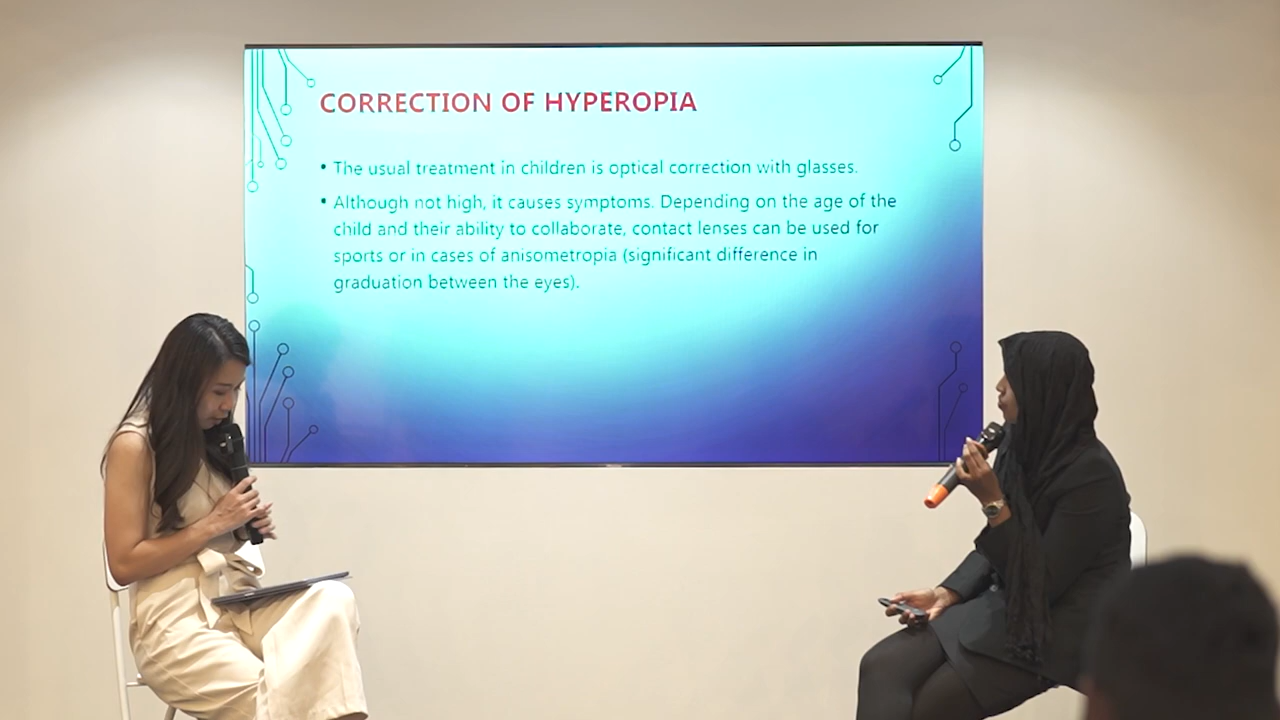 CORRECTION OF HYPEROPIA
• The usual treatment in children is optical correction with glasses.
• Although not high, it causes symptoms. Depending on the age of the
child and their ability to collaborate, contact lenses can be used for
sports or in cases of anisometropia (significant difference in
graduation between the eyes).